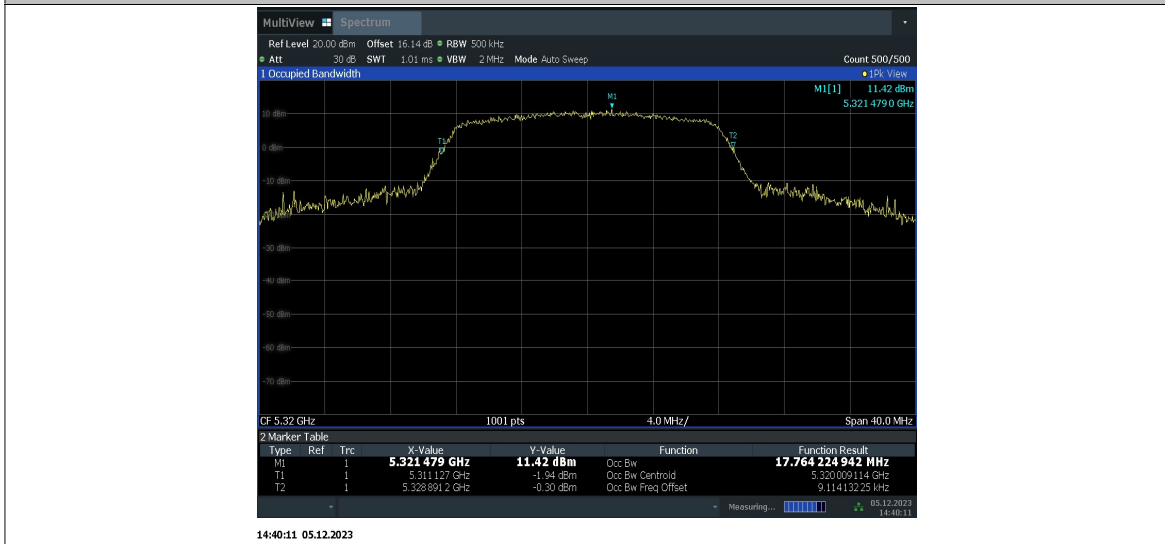 MultiView Spectrum
Ref Level 20.00 dBm Offset 16.14 dB RBW 500 kHz
Att 30 dB SWT 1.01 ms VBW 2 MHz Mode Auto Sweep Count 500/500
1 Occupied Bandwidth 1Pk View
M1[1] 11.42 dBm
5.321 479 0 GHz
M1
10 dBm
T1
T2
0 dBm
-10 dBm
-30 dBm
-40 dBm
-50 dBm
-60 dBm
-70 dBm
CF 5.32 GHz 1001 pts 4.0 MHz/ Span 40.0 MHz
2 Marker Table
Type Ref Trc X-Value Y-Value Function Function Result
M1 1 5.321 479 GHz 11.42 dBm Occ Bw 17.764 224 942 MHz
T1 1 5.311 127 GHz -1.94 dBm Occ Bw Centroid 5.320 009 114 GHz
T2 1 5.328 891 2 GHz -0.30 dBm Occ Bw Freq Offset 9.114 132 25 kHz
Measuring... 05.12.2023
14:40:11
14:40:11 05.12.2023